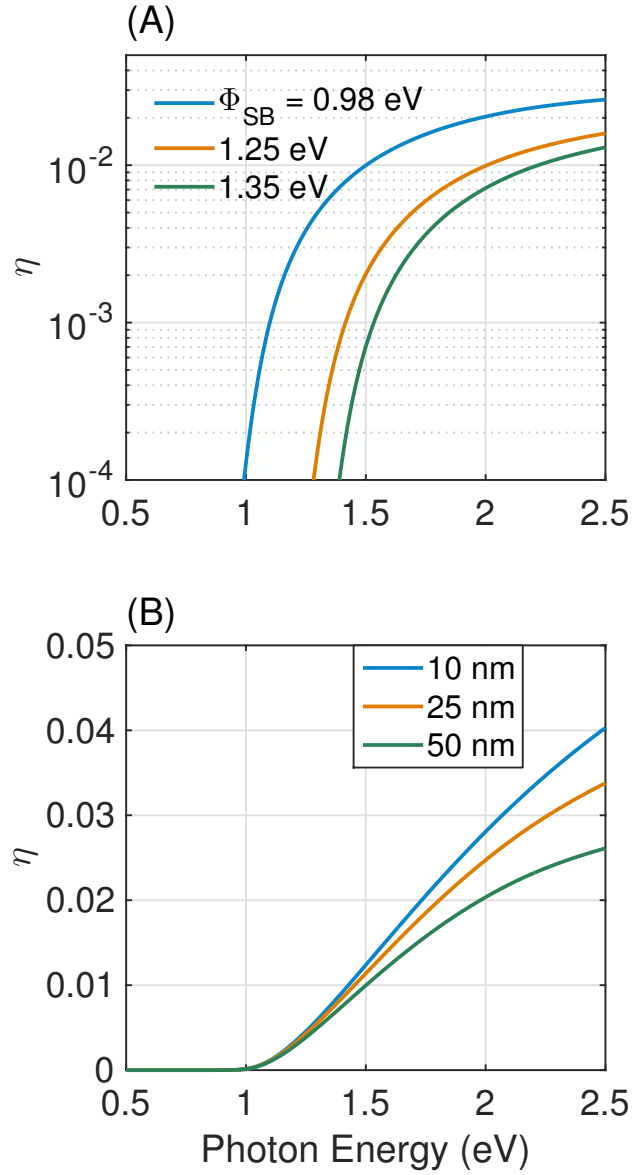 (A)
Φ_SB = 0.98 eV
1.25 eV
1.35 eV
10^-2
10^-3
10^-4
η
0.5 1 1.5 2 2.5
(B)
10 nm
25 nm
50 nm
0.05
0.04
0.03
0.02
0.01
0
η
0.5 1 1.5 2 2.5
Photon Energy (eV)